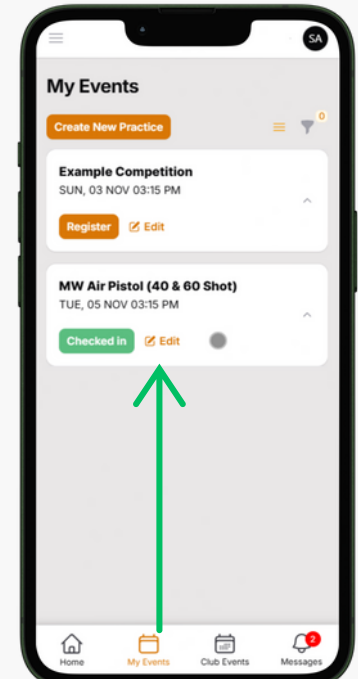 SA
My Events
Create New Practice
0
Example Competition
SUN, 03 NOV 03:15 PM
Register Edit
MW Air Pistol (40 & 60 Shot)
TUE, 05 NOV 03:15 PM
Checked in Edit
2
Home My Events Club Events Messages